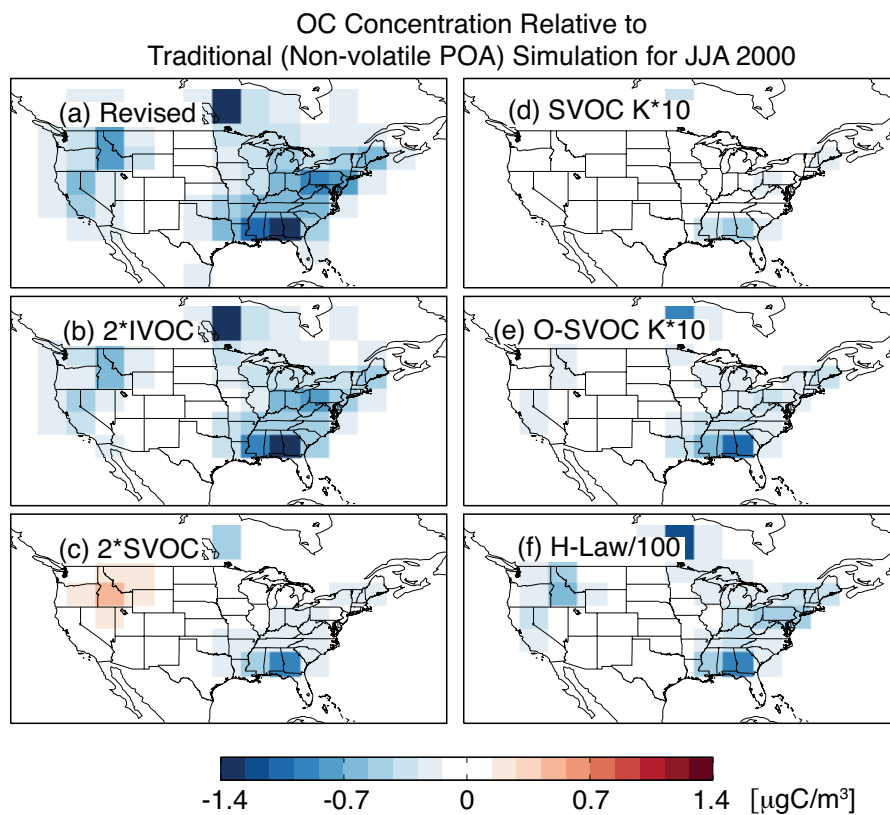 OC Concentration Relative to
Traditional (Non-volatile POA) Simulation for JJA 2000
(a) Revised
(d) SVOC K*10
(b) 2*IVOC
(e) O-SVOC K*10
(c) 2*SVOC
(f) H-Law/100
-1.4 -0.7 0 0.7 1.4 [µgC/m³]